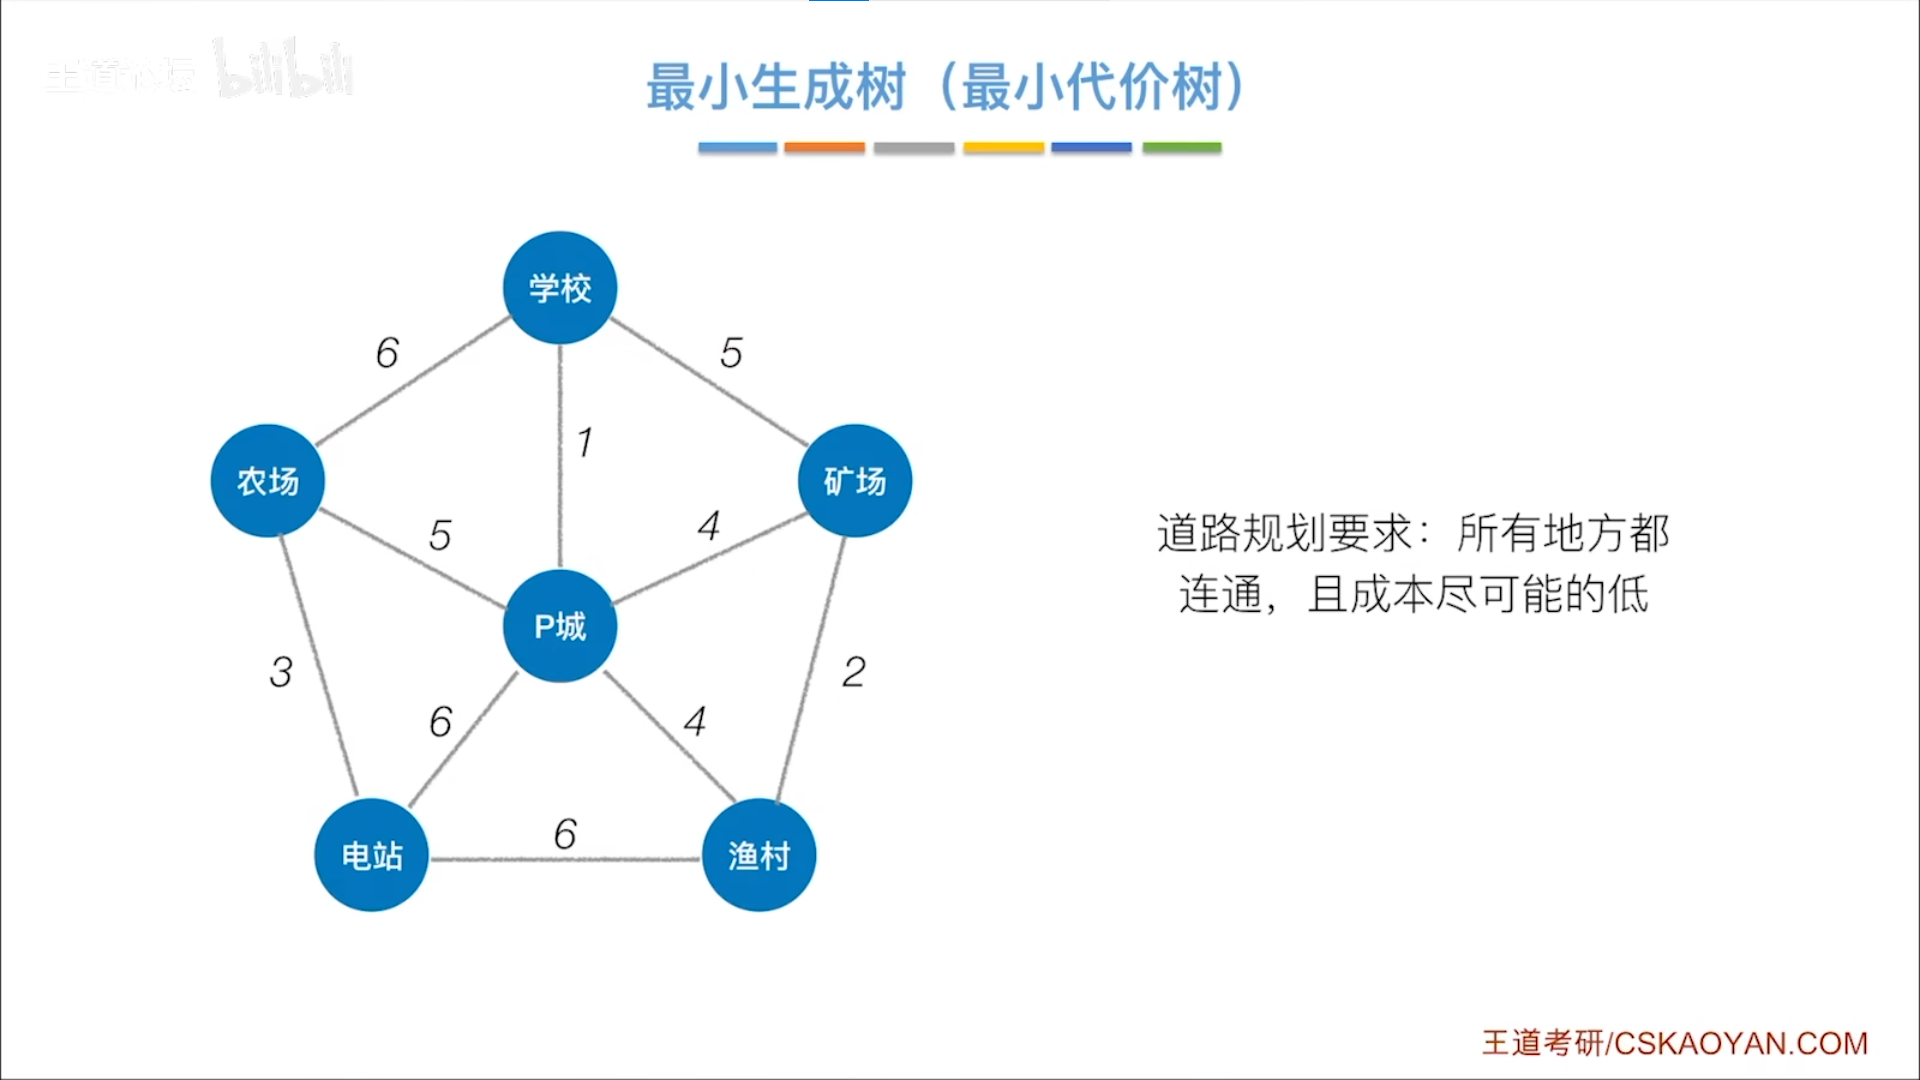 王道论坛 bilibili
最小生成树（最小代价树）
学校
6
5
1
农场
矿场
5
4
道路规划要求：所有地方都
连通，且成本尽可能的低
P城
3
2
6
4
6
电站
渔村
王道考研/CSKAOYAN.COM